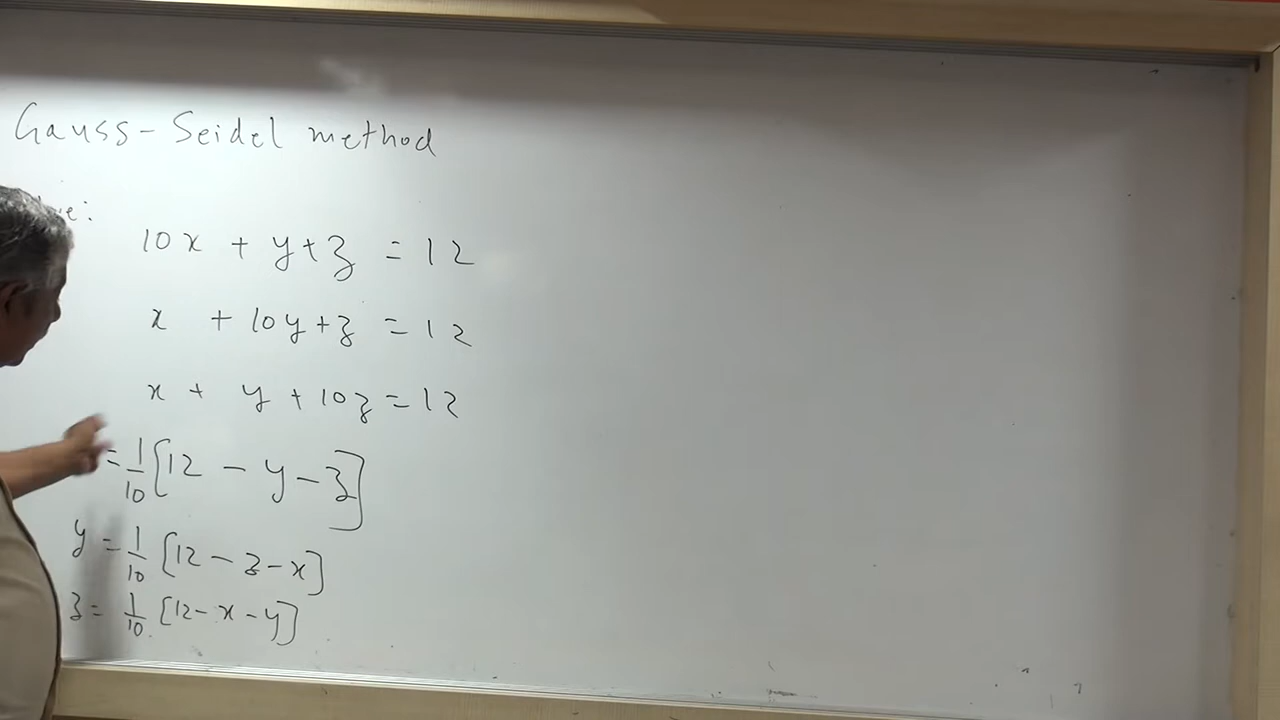 Gauss-Seidel method
10x + y + z = 12
x + 10y + z = 12
x + y + 10z = 12
= 1/10 [12 - y - z]
y = 1/10 [12 - z - x]
z = 1/10 [12 - x - y]